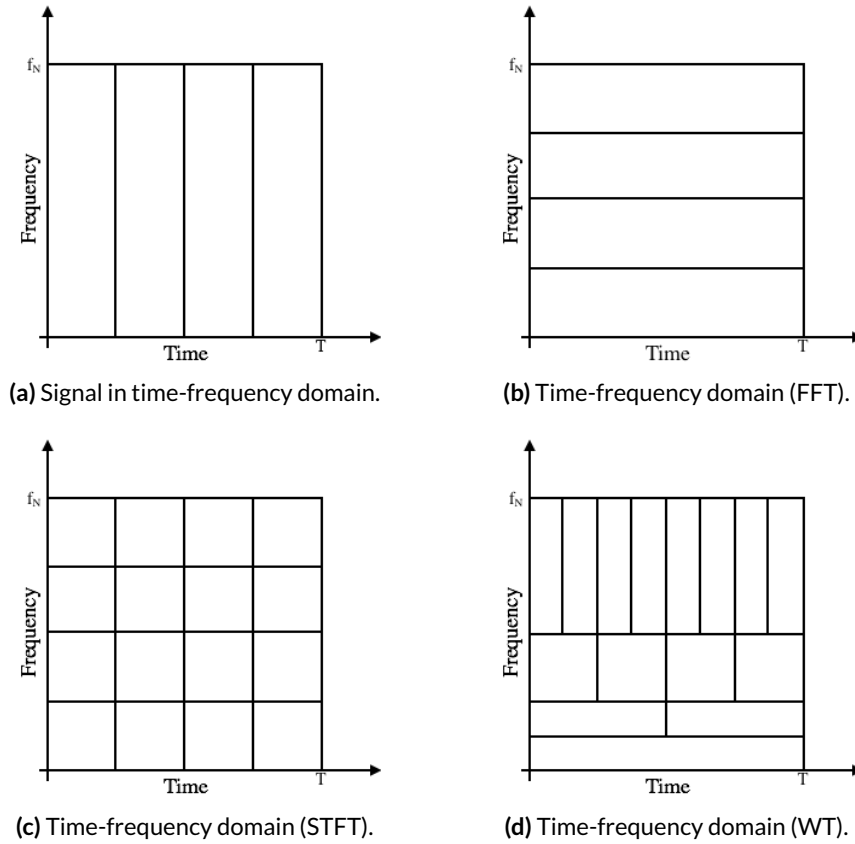 f_N
Frequency
Time
T
(a) Signal in time-frequency domain.
f_N
Frequency
Time
T
(b) Time-frequency domain (FFT).
f_N
Frequency
Time
T
(c) Time-frequency domain (STFT).
f_N
Frequency
Time
T
(d) Time-frequency domain (WT).